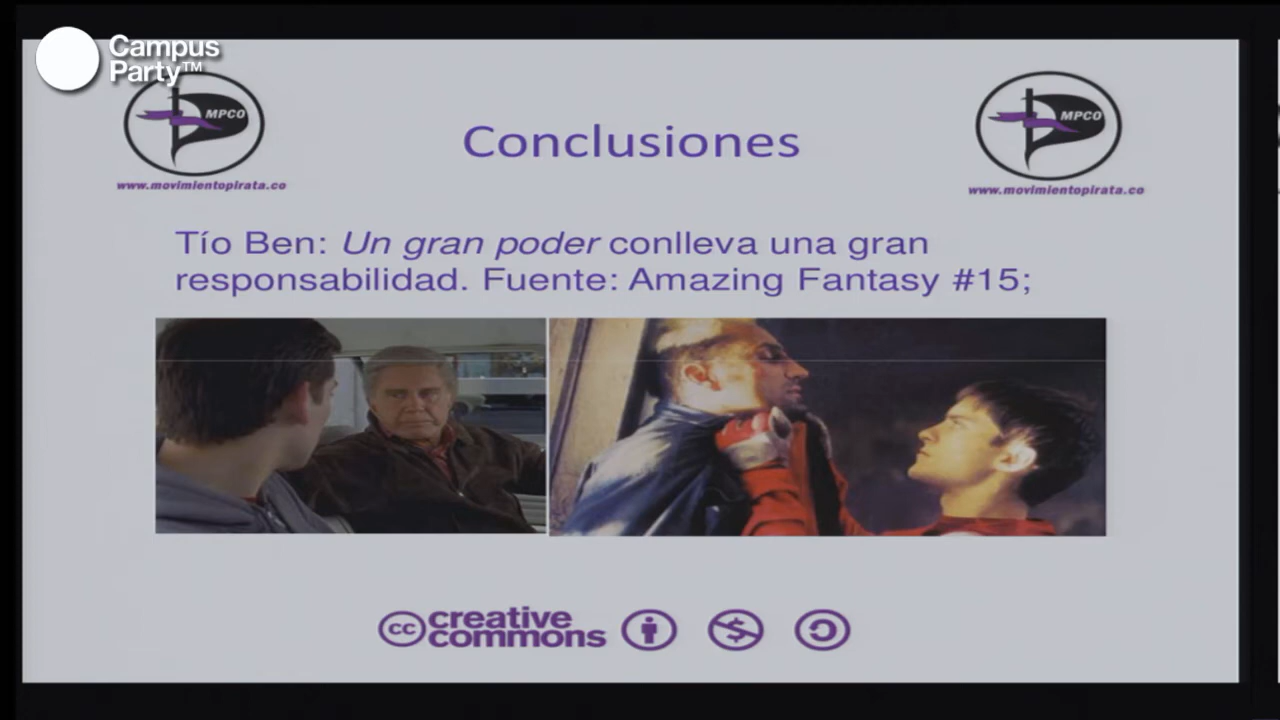 Campus
Party™
MPCO
www.movimientopirata.co
Conclusiones
MPCO
www.movimientopirata.co
Tío Ben: Un gran poder conlleva una gran
responsabilidad. Fuente: Amazing Fantasy #15;
cc creative
commons